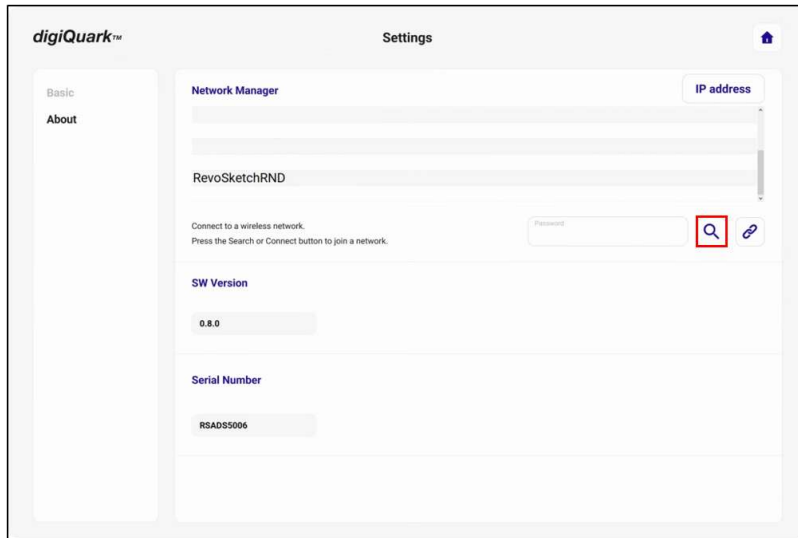 digiQuark™
Settings
Basic
About
Network Manager
IP address
RevoSketchRND
Connect to a wireless network.
Press the Search or Connect button to join a network.
Password
SW Version
0.8.0
Serial Number
RSADS5006